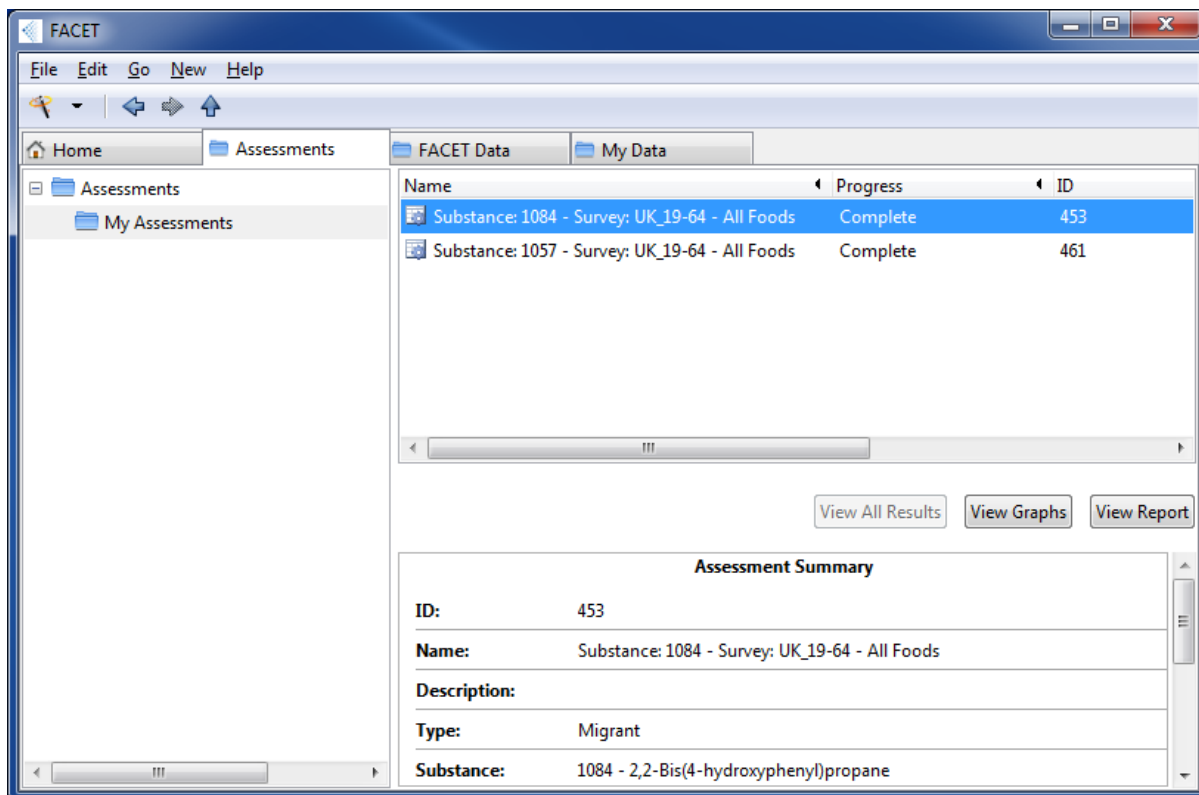 FACET
File Edit Go New Help
Home Assessments FACET Data My Data
Assessments
My Assessments
Name Progress ID
Substance: 1084 - Survey: UK_19-64 - All Foods Complete 453
Substance: 1057 - Survey: UK_19-64 - All Foods Complete 461
View All Results View Graphs View Report
Assessment Summary
ID: 453
Name: Substance: 1084 - Survey: UK_19-64 - All Foods
Description:
Type: Migrant
Substance: 1084 - 2,2-Bis(4-hydroxyphenyl)propane